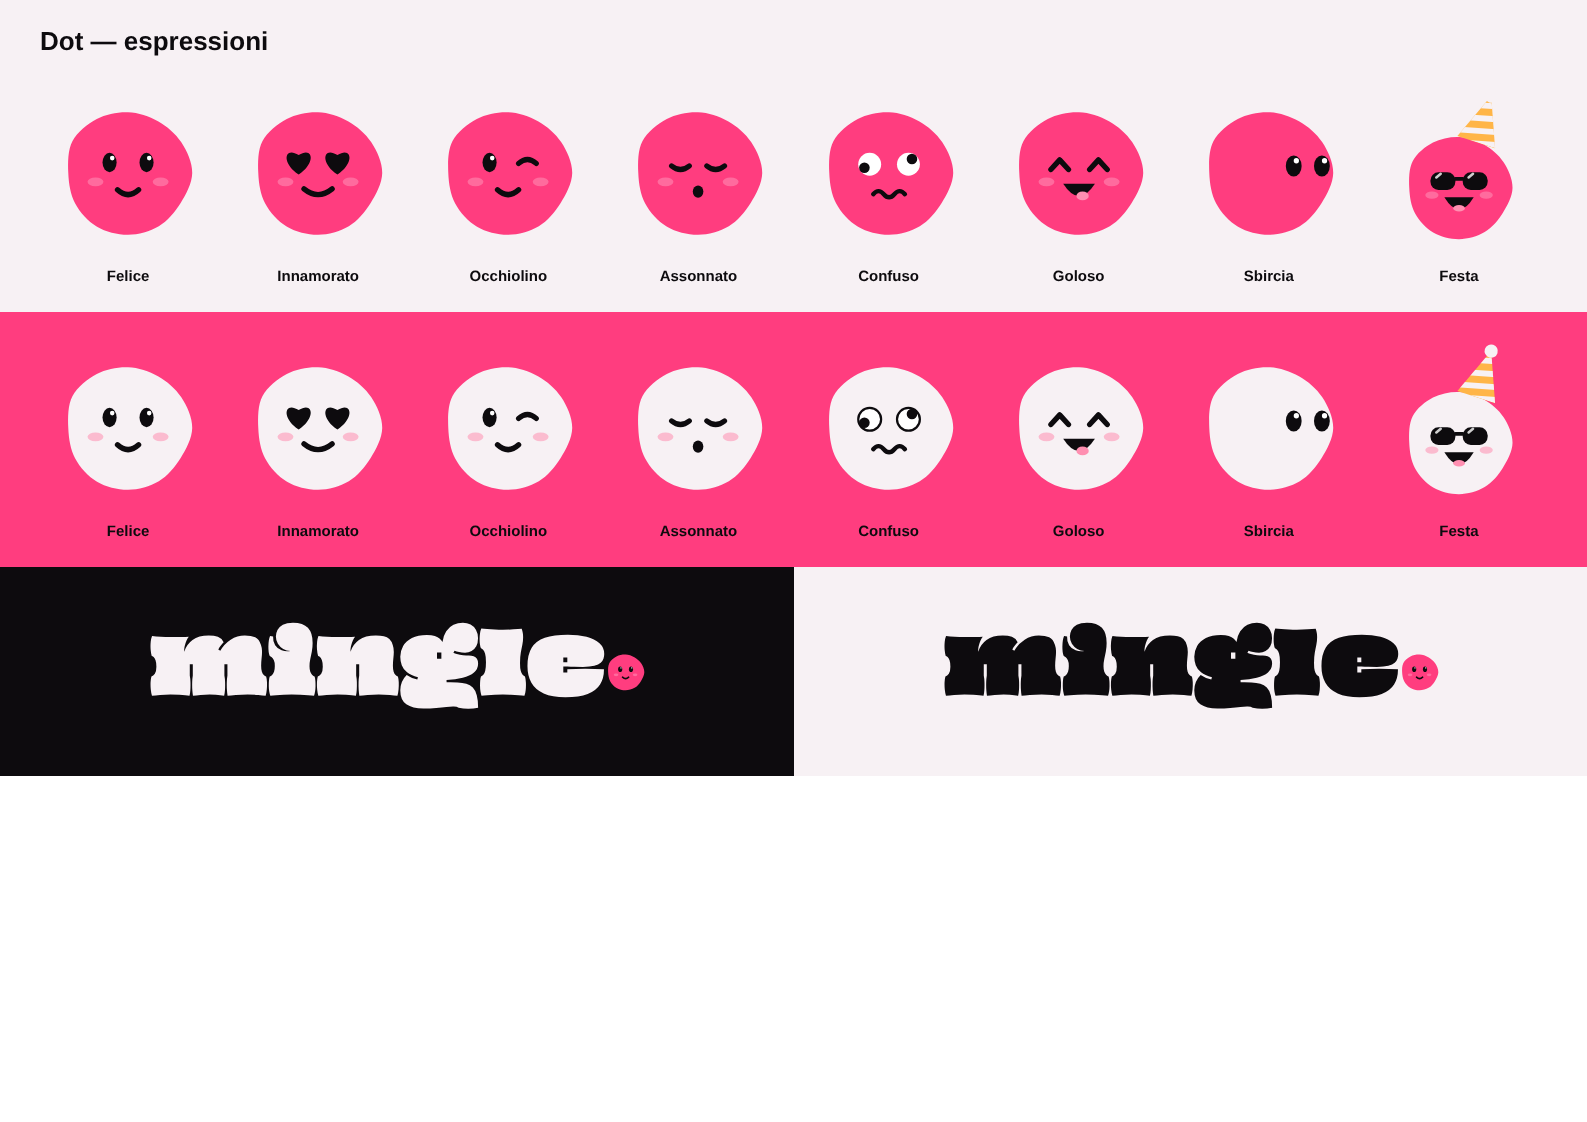 Dot — espressioni
Felice Innamorato Occhiolino Assonnato Confuso Goloso Sbircia Festa
Felice Innamorato Occhiolino Assonnato Confuso Goloso Sbircia Festa
mingle mingle